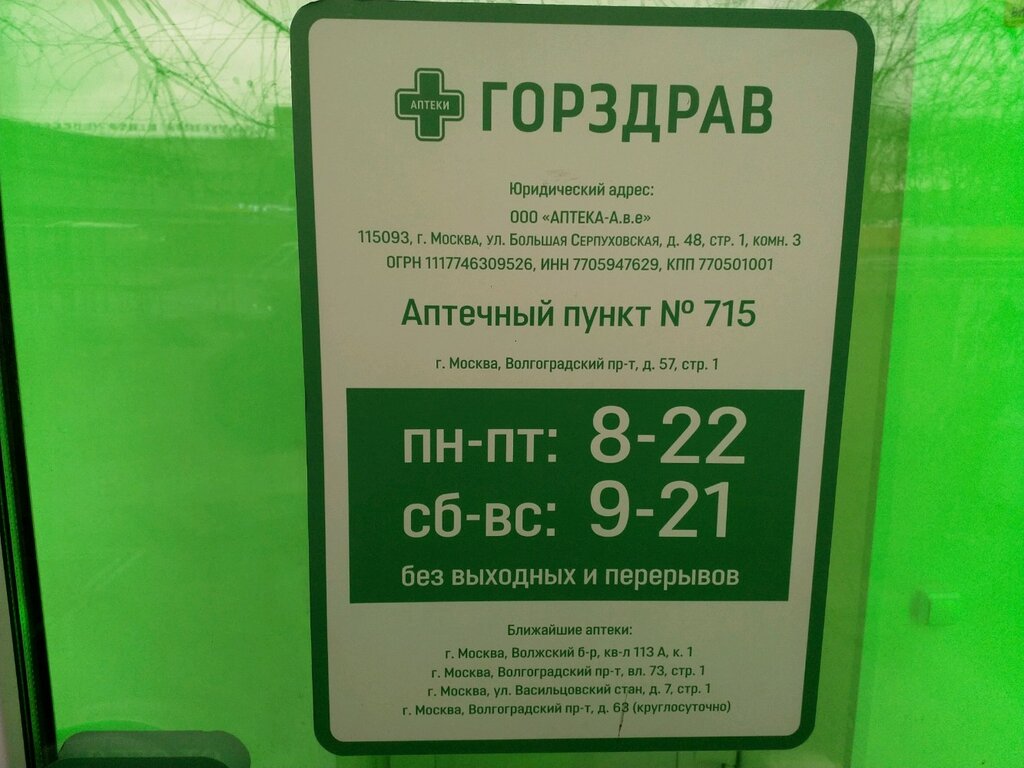 АПТЕКИ ГОРЗДРАВ
Юридический адрес:
ООО «АПТЕКА-А.в.е»
115093, г. Москва, ул. Большая Серпуховская, д. 48, стр. 1, комн. 3
ОГРН 1117746309526, ИНН 7705947629, КПП 770501001
Аптечный пункт № 715
г. Москва, Волгоградский пр-т, д. 57, стр. 1
пн-пт: 8-22
сб-вс: 9-21
без выходных и перерывов
Ближайшие аптеки:
г. Москва, Волжский б-р, кв-л 113 А, к. 1
г. Москва, Волгоградский пр-т, вл. 73, стр. 1
г. Москва, ул. Васильцовский стан, д. 7, стр. 1
г. Москва, Волгоградский пр-т, д. 63 (круглосуточно)